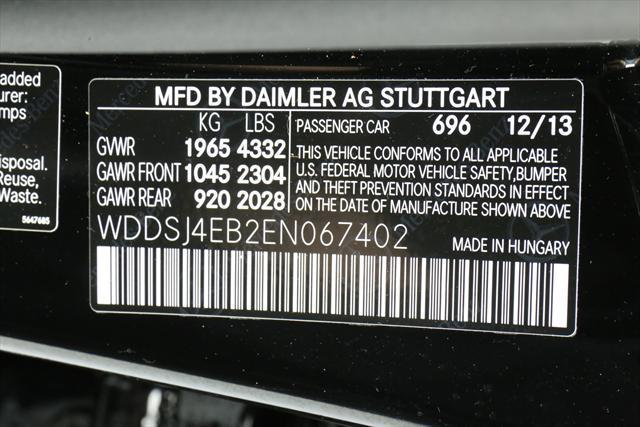 added
urer:
mps
isposal.
Reuse,
Waste.
5647685
MFD BY DAIMLER AG STUTTGART
KG LBS
GVWR 1965 4332
GAWR FRONT 1045 2304
GAWR REAR 920 2028
PASSENGER CAR 696 12/13
THIS VEHICLE CONFORMS TO ALL APPLICABLE
U.S. FEDERAL MOTOR VEHICLE SAFETY,BUMPER
AND THEFT PREVENTION STANDARDS IN EFFECT
ON THE DATE OF MANUFACTURE SHOWN ABOVE
WDDSJ4EB2EN067402 MADE IN HUNGARY